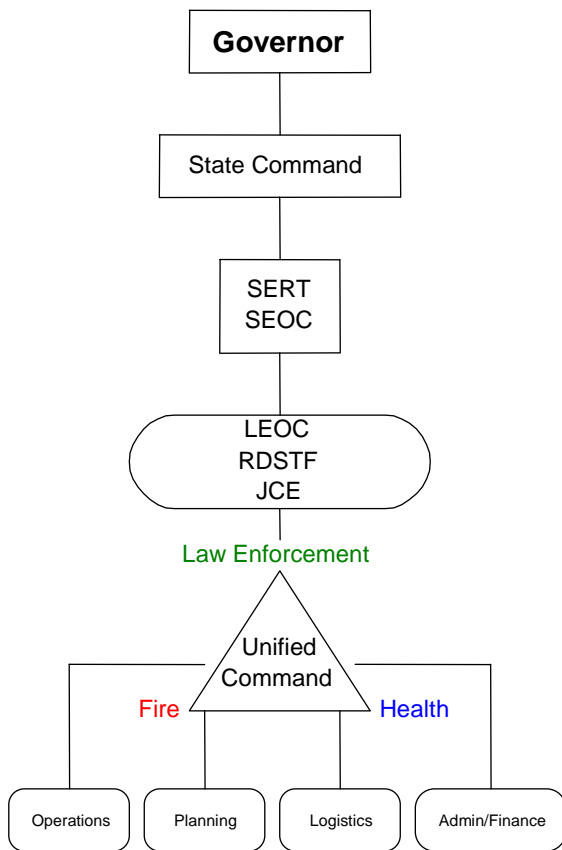 Governor
State Command
SERT
SEOC
LEOC
RDSTF
JCE
Law Enforcement
Unified
Command
Fire
Health
Operations
Planning
Logistics
Admin/Finance